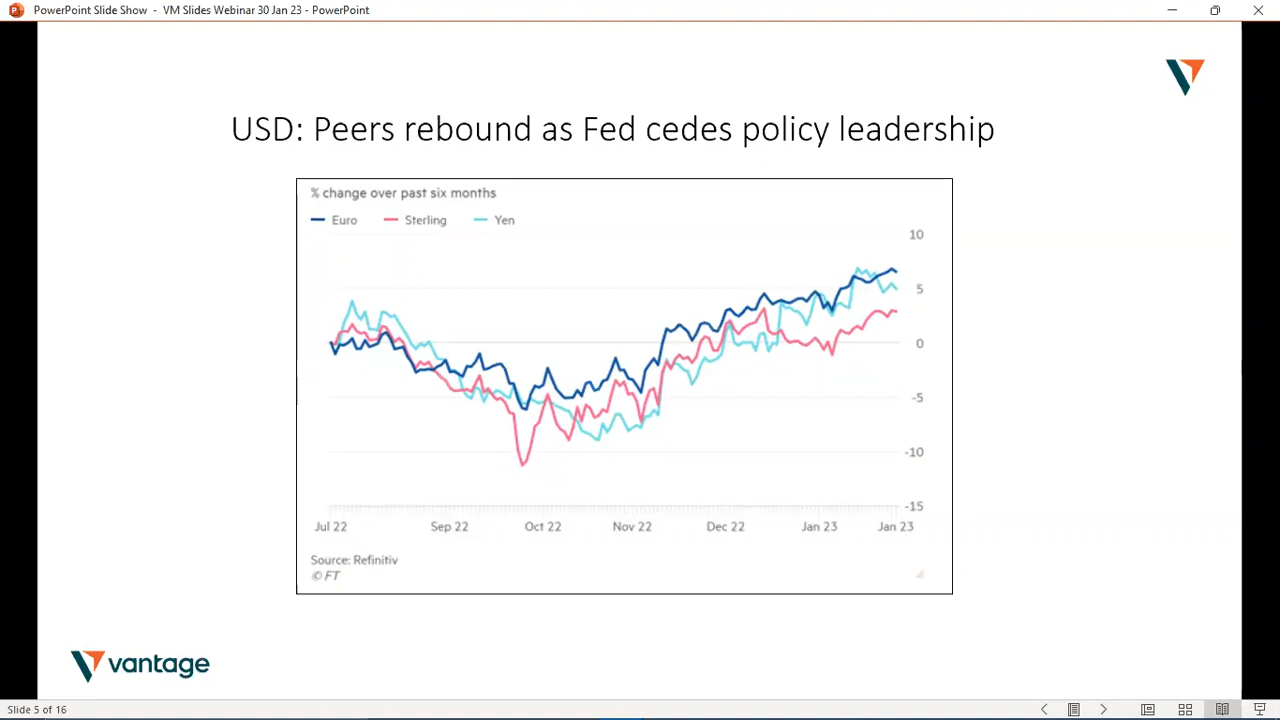 PowerPoint Slide Show - VM Slides Webinar 30 Jan 23 - PowerPoint
USD: Peers rebound as Fed cedes policy leadership
% change over past six months
Euro Sterling Yen
10
5
0
-5
-10
-15
Jul 22 Sep 22 Oct 22 Nov 22 Dec 22 Jan 23 Jan 23
Source: Refinitiv
© FT
vantage
Slide 5 of 16